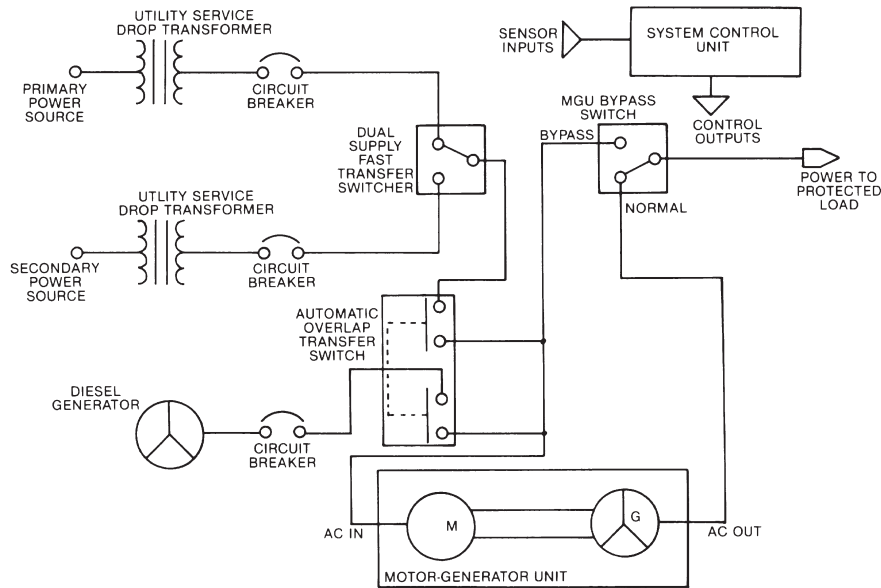 UTILITY SERVICE
DROP TRANSFORMER
PRIMARY
POWER
SOURCE
CIRCUIT
BREAKER
SENSOR
INPUTS
SYSTEM CONTROL
UNIT
CONTROL
OUTPUTS
MGU BYPASS
SWITCH
BYPASS
NORMAL
POWER TO
PROTECTED
LOAD
DUAL
SUPPLY
FAST
TRANSFER
SWITCHER
UTLITY SERVICE
DROP TRANSFORMER
SECONDARY
POWER
SOURCE
CIRCUIT
BREAKER
AUTOMATIC
OVERLAP
TRANSFER
SWITCH
DIESEL
GENERATOR
CIRCUIT
BREAKER
AC IN
M
G
AC OUT
MOTOR-GENERATOR UNIT